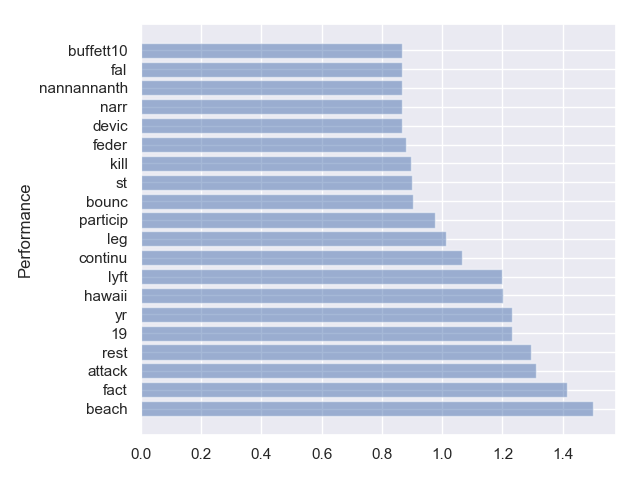 buffett10
fal
nannannanth
narr
devic
feder
kill
st
bounc
particip
leg
continu
lyft
hawaii
yr
19
rest
attack
fact
beach
Performance
0.0 0.2 0.4 0.6 0.8 1.0 1.2 1.4